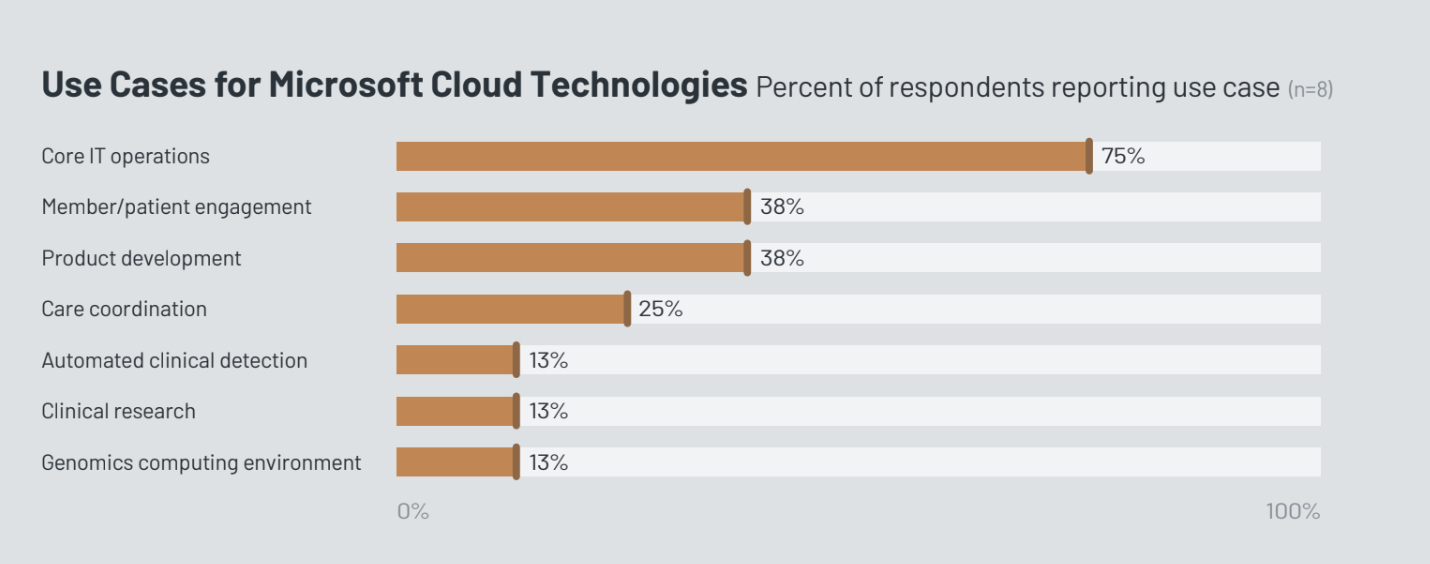 Use Cases for Microsoft Cloud Technologies Percent of respondents reporting use case (n=8)
Core IT operations 75%
Member/patient engagement 38%
Product development 38%
Care coordination 25%
Automated clinical detection 13%
Clinical research 13%
Genomics computing environment 13%
0% 100%